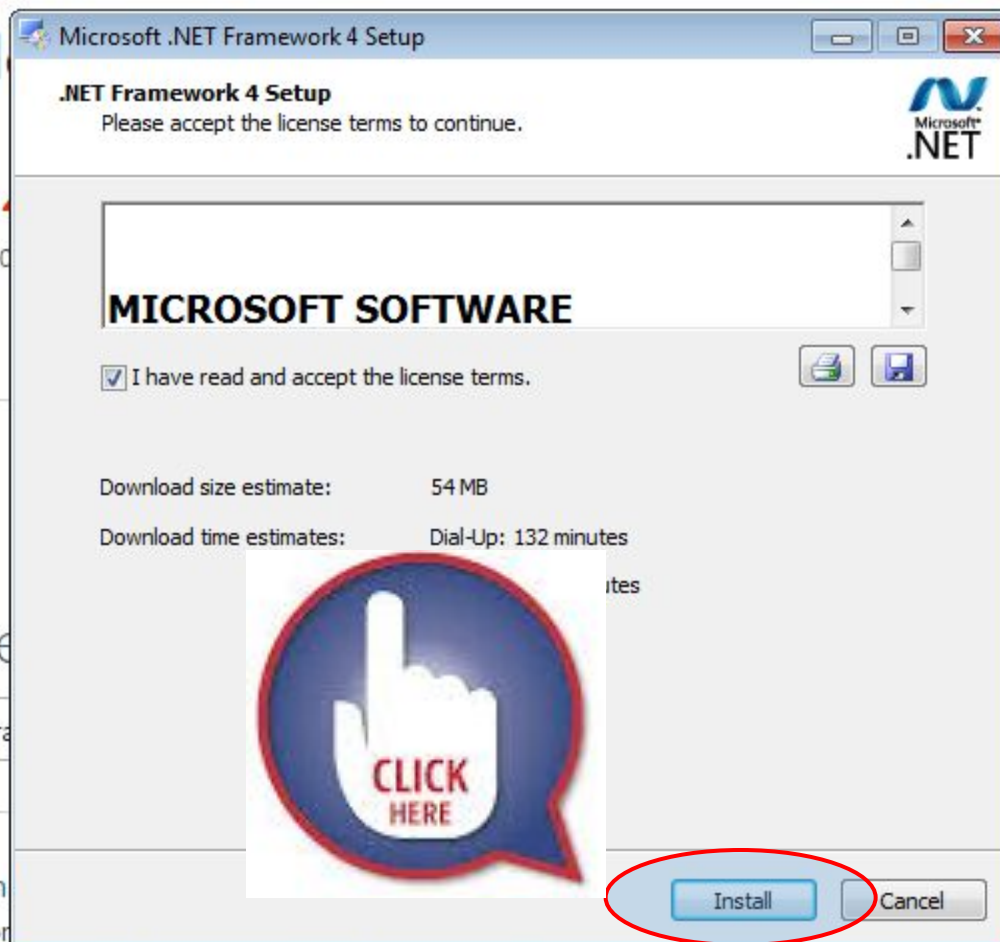 Microsoft .NET Framework 4 Setup
.NET Framework 4 Setup
Please accept the license terms to continue.
Microsoft
.NET
MICROSOFT SOFTWARE
I have read and accept the license terms.
Download size estimate: 54 MB
Download time estimates: Dial-Up: 132 minutes
CLICK
HERE
Install Cancel